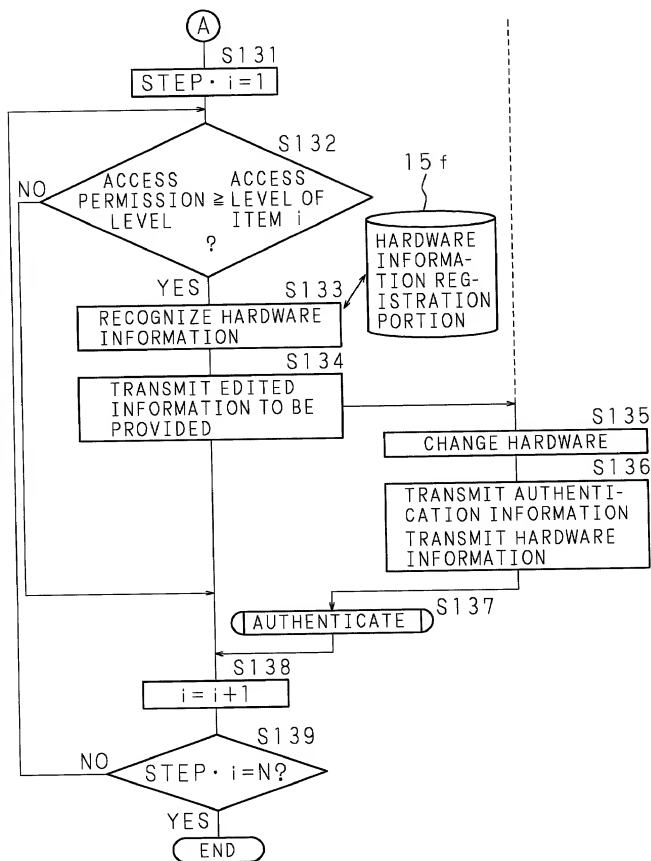 A
S131
STEP・i=1
S132
NO
ACCESS PERMISSION LEVEL ≧ ACCESS LEVEL OF ITEM i
?
15f
HARDWARE
INFORMA-
TION REG-
ISTRATION
PORTION
YES
S133
RECOGNIZE HARDWARE
INFORMATION
S134
TRANSMIT EDITED
INFORMATION TO BE
PROVIDED
S135
CHANGE HARDWARE
S136
TRANSMIT AUTHENTI-
CATION INFORMATION
TRANSMIT HARDWARE
INFORMATION
S137
AUTHENTICATE
S138
i=i+1
S139
NO
STEP・i=N?
YES
END